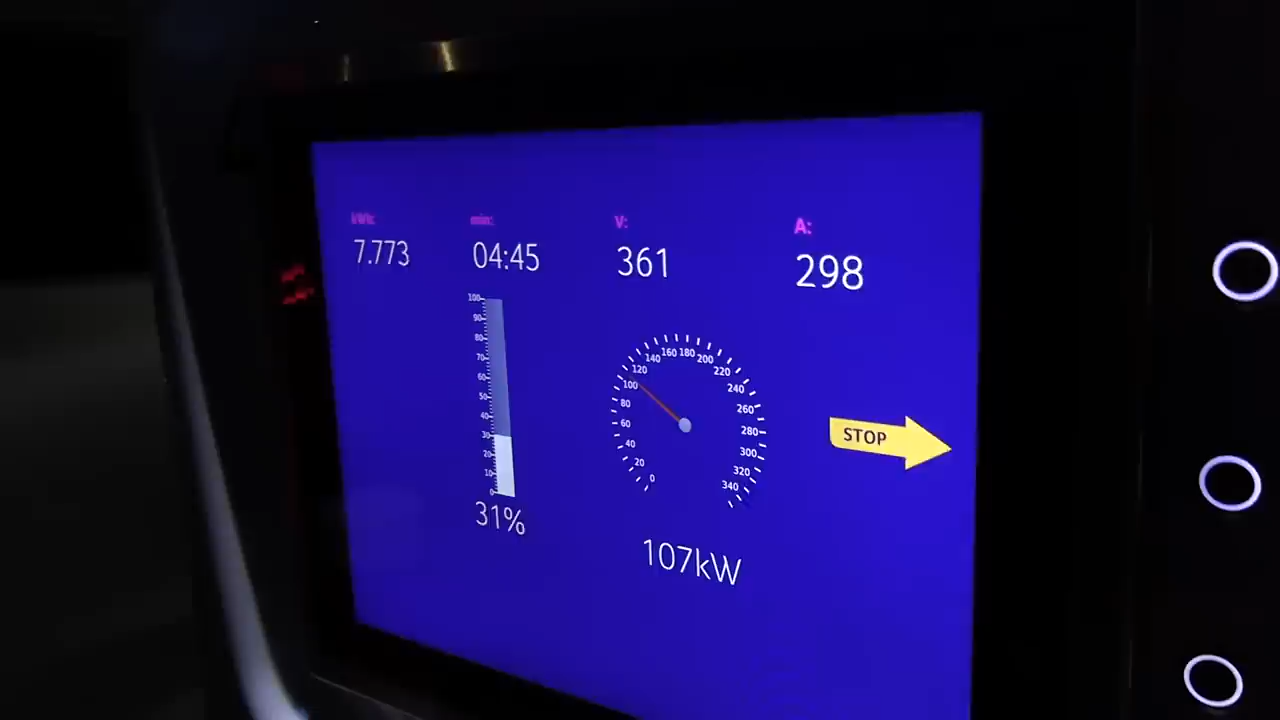 kWh: min: V: A:
7.773 04:45 361 298
100
90
80
70
60
50
40
30
20
10
0
31%
0 20 40 60 80 100 120 140 160 180 200 220 240 260 280 300 320 340
107kW
STOP